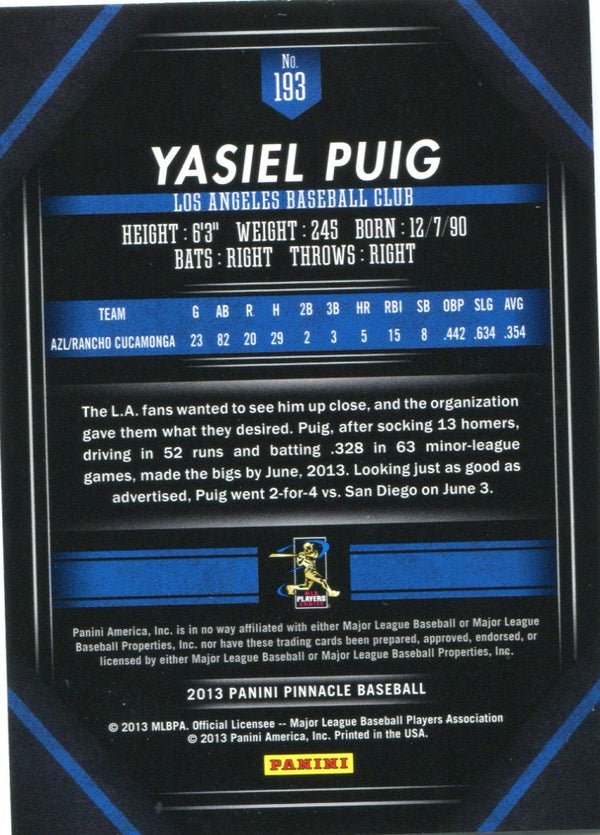 No.
193
YASIEL PUIG
LOS ANGELES BASEBALL CLUB
HEIGHT : 6'3" WEIGHT : 245 BORN : 12/7/90
BATS : RIGHT THROWS : RIGHT
TEAM G AB R H 2B 3B HR RBI SB OBP SLG AVG
AZL/RANCHO CUCAMONGA 23 82 20 29 2 3 5 15 8 .442 .634 .354
The L.A. fans wanted to see him up close, and the organization
gave them what they desired. Puig, after socking 13 homers,
driving in 52 runs and batting .328 in 63 minor-league
games, made the bigs by June, 2013. Looking just as good as
advertised, Puig went 2-for-4 vs. San Diego on June 3.
MLB
PLAYERS
CHOICE
Panini America, Inc. is in no way affiliated with either Major League Baseball or Major League
Baseball Properties, Inc. nor have these trading cards been prepared, approved, endorsed, or
licensed by either Major League Baseball or Major League Baseball Properties, Inc.
2013 PANINI PINNACLE BASEBALL
© 2013 MLBPA. Official Licensee -- Major League Baseball Players Association
© 2013 Panini America, Inc. Printed in the USA.
PANINI